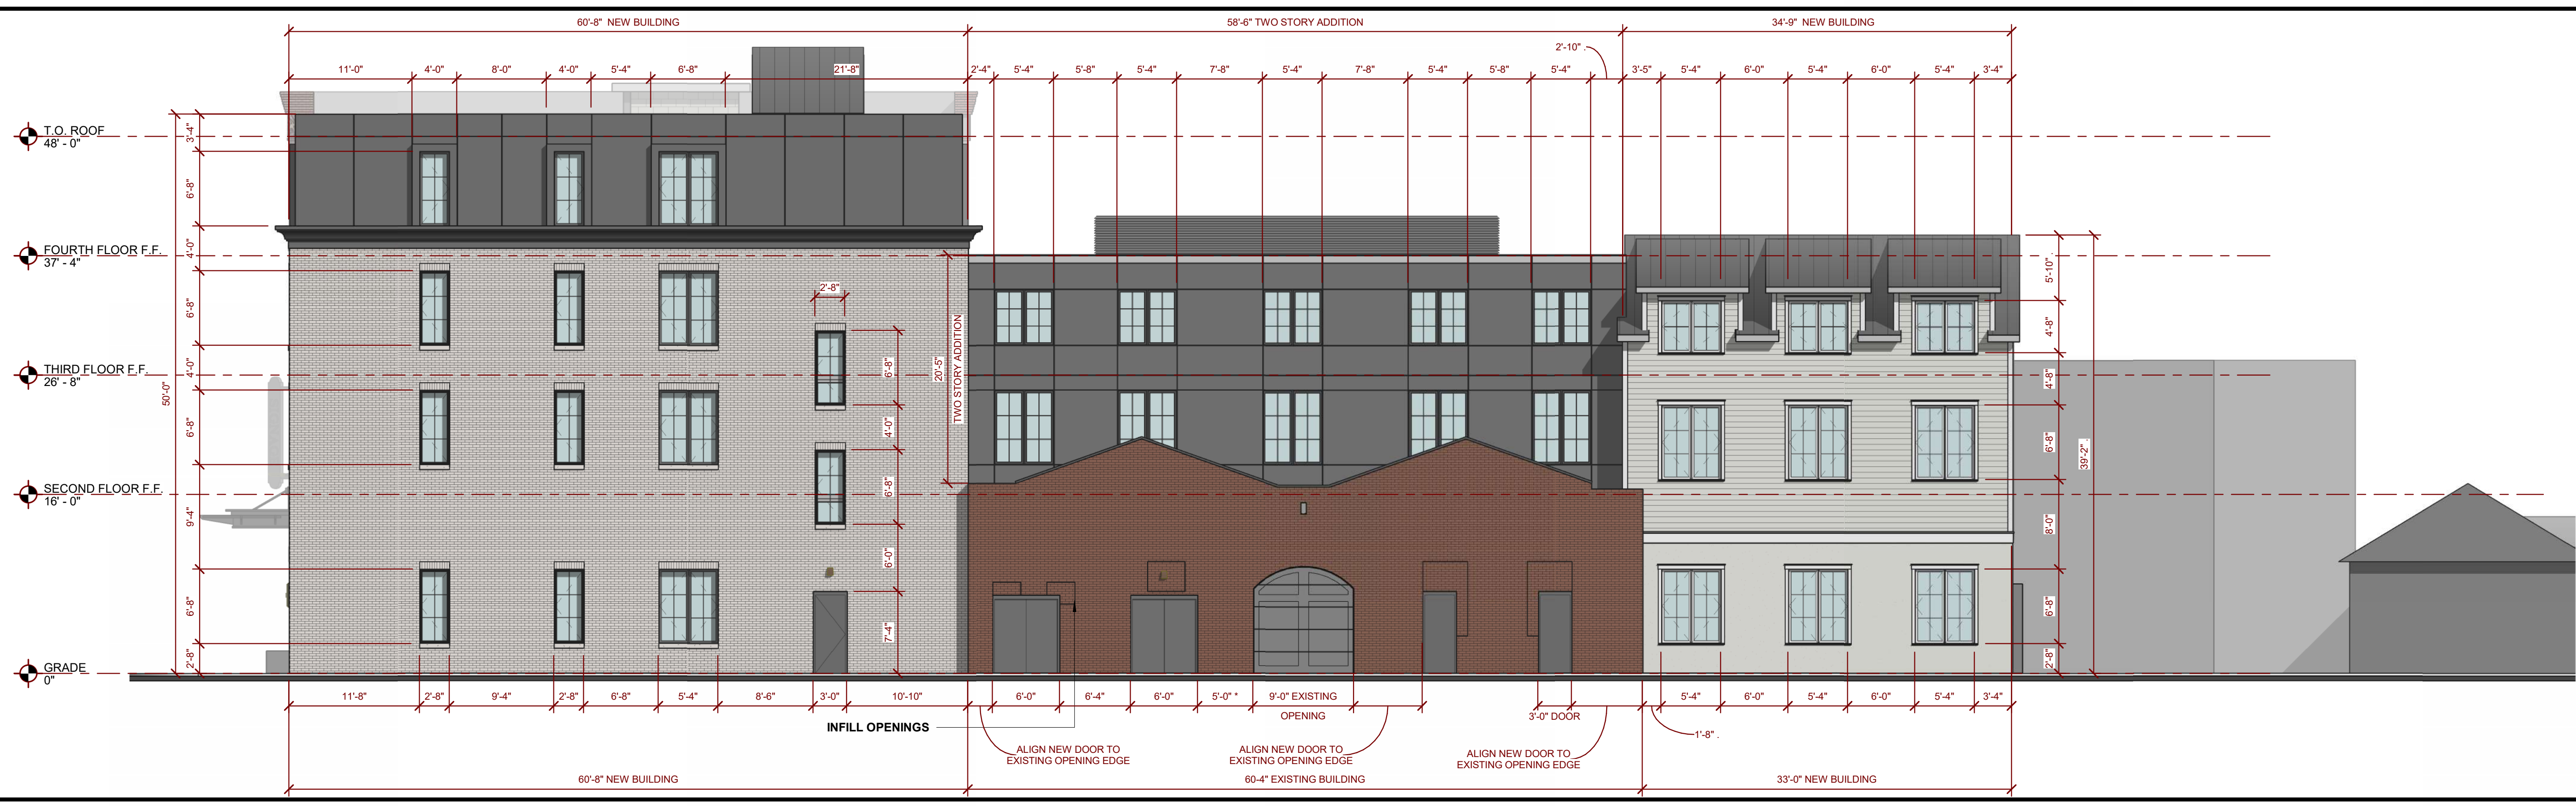 60'-8" NEW BUILDING
58'-6" TWO STORY ADDITION
34'-9" NEW BUILDING
2'-10" .
11'-0"
4'-0"
8'-0"
4'-0"
5'-4"
6'-8"
21'-8"
2'-4"
5'-4"
5'-8"
5'-4"
7'-8"
5'-4"
7'-8"
5'-4"
5'-8"
5'-4"
3'-5"
5'-4"
6'-0"
5'-4"
6'-0"
5'-4"
3'-4"
T.O. ROOF
48' - 0"
FOURTH FLOOR F.F.
37' - 4"
THIRD FLOOR F.F.
26' - 8"
SECOND FLOOR F.F.
16' - 0"
GRADE
0"
50'-0"
3'-4"
6'-8"
4'-0"
6'-8"
4'-0"
6'-8"
9'-4"
6'-8"
2'-8"
2'-8"
6'-8"
4'-0"
6'-8"
6'-0"
7'-4"
20'-5"
TWO STORY ADDITION
5'-10" .
4'-8"
4'-8"
6'-8"
8'-0"
6'-8"
2'-8"
39'-2" .
11'-8"
2'-8"
9'-4"
2'-8"
6'-8"
5'-4"
8'-6"
3'-0"
10'-10"
6'-0"
6'-4"
6'-0"
5'-0" *
9'-0" EXISTING
OPENING
3'-0" DOOR
5'-4"
6'-0"
5'-4"
6'-0"
5'-4"
3'-4"
1'-8" .
INFILL OPENINGS
ALIGN NEW DOOR TO
EXISTING OPENING EDGE
ALIGN NEW DOOR TO
EXISTING OPENING EDGE
ALIGN NEW DOOR TO
EXISTING OPENING EDGE
60'-8" NEW BUILDING
60'-4" EXISTING BUILDING
33'-0" NEW BUILDING